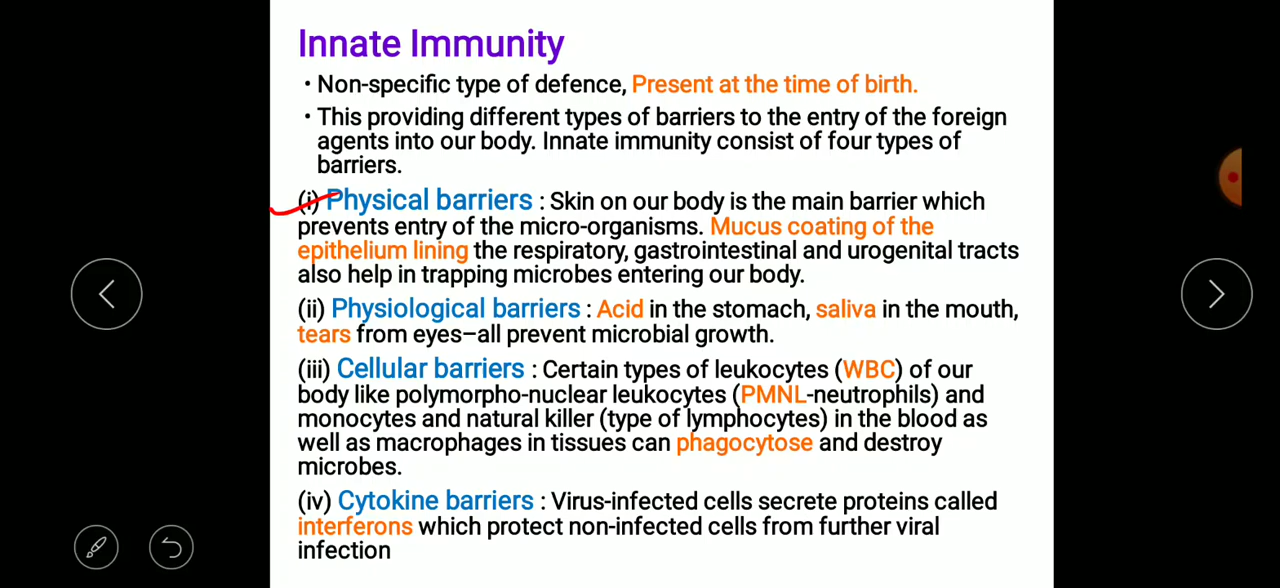 Innate Immunity
• Non-specific type of defence, Present at the time of birth.
• This providing different types of barriers to the entry of the foreign
agents into our body. Innate immunity consist of four types of
barriers.
(i) Physical barriers : Skin on our body is the main barrier which
prevents entry of the micro-organisms. Mucus coating of the
epithelium lining the respiratory, gastrointestinal and urogenital tracts
also help in trapping microbes entering our body.
(ii) Physiological barriers : Acid in the stomach, saliva in the mouth,
tears from eyes–all prevent microbial growth.
(iii) Cellular barriers : Certain types of leukocytes (WBC) of our
body like polymorpho-nuclear leukocytes (PMNL-neutrophils) and
monocytes and natural killer (type of lymphocytes) in the blood as
well as macrophages in tissues can phagocytose and destroy
microbes.
(iv) Cytokine barriers : Virus-infected cells secrete proteins called
interferons which protect non-infected cells from further viral
infection